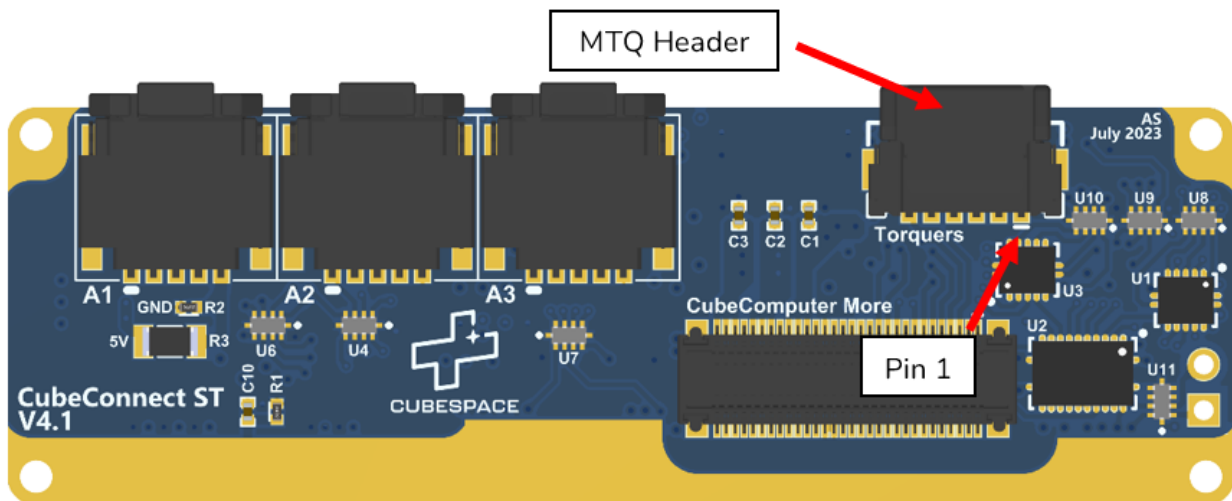 MTQ Header
AS
July 2023
U10
U9
U8
C3
C2
C1
Torquers
A1
A2
A3
U3
U1
GND
R2
CubeComputer More
5V
R3
U6
U4
U7
U2
Pin 1
U11
C10
R1
CubeConnect ST
V4.1
CUBESPACE